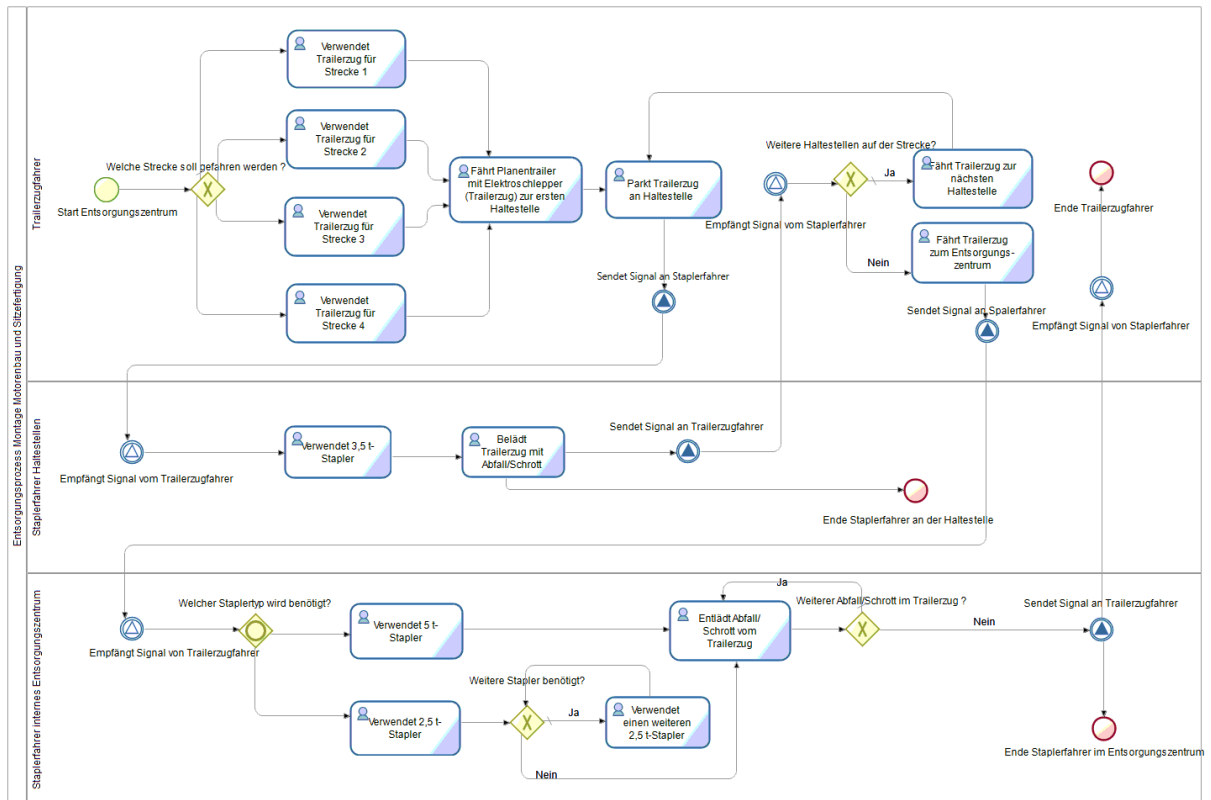 Entsorgungsprozess Montage Motorenbau und Sitzefertigung
Trailerzugfahrer
Verwendet
Trailerzug für
Strecke 1
Verwendet
Trailerzug für
Strecke 2
Welche Strecke soll gefahren werden ?
Start Entsorgungszentrum
Verwendet
Trailerzug für
Strecke 3
Verwendet
Trailerzug für
Strecke 4
Fährt Planentrailer
mit Elektroschlepper
(Trailerzug) zur ersten
Haltestelle
Parkt Trailerzug
an Haltestelle
Sendet Signal an Staplerfahrer
Empfängt Signal vom Staplerfahrer
Weitere Haltestellen auf der Strecke?
Ja
Fährt Trailerzug zur
nächsten
Haltestelle
Nein
Fährt Trailerzug
zum Entsorgungs-
zentrum
Sendet Signal an Spalerfahrer
Ende Trailerzugfahrer
Empfängt Signal von Staplerfahrer
Staplerfahrer Haltestellen
Empfängt Signal vom Trailerzugfahrer
Verwendet 3,5 t-
Stapler
Belädt
Trailerzug mit
Abfall/Schrott
Sendet Signal an Trailerzugfahrer
Ende Staplerfahrer an der Haltestelle
Staplerfahrer internes Entsorgungszentrum
Empfängt Signal von Trailerzugfahrer
Welcher Staplertyp wird benötigt?
Verwendet 5 t-
Stapler
Verwendet 2,5 t-
Stapler
Weitere Stapler benötigt?
Ja
Verwendet
einen weiteren
2,5 t-Stapler
Nein
Entlädt Abfall/
Schrott vom
Trailerzug
Ja
Weiterer Abfall/Schrott im Trailerzug ?
Nein
Sendet Signal an Trailerzugfahrer
Ende Staplerfahrer im Entsorgungszentrum